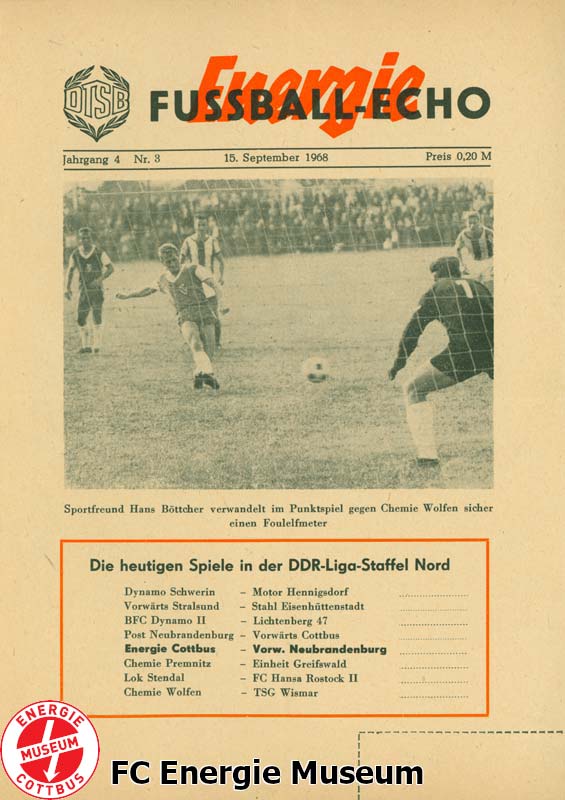 Energie
DTSB
FUSSBALL-ECHO
Jahrgang 4 Nr. 3 15. September 1968 Preis 0,20 M
1
Sportfreund Hans Böttcher verwandelt im Punktspiel gegen Chemie Wolfen sicher
einen Foulelfmeter
Die heutigen Spiele in der DDR-Liga-Staffel Nord
Dynamo Schwerin – Motor Hennigsdorf
Vorwärts Stralsund – Stahl Eisenhüttenstadt
BFC Dynamo II – Lichtenberg 47
Post Neubrandenburg – Vorwärts Cottbus
Energie Cottbus – Vorw. Neubrandenburg
Chemie Premnitz – Einheit Greifswald
Lok Stendal – FC Hansa Rostock II
Chemie Wolfen – TSG Wismar
ENERGIE
MUSEUM
COTTBUS
FC Energie Museum